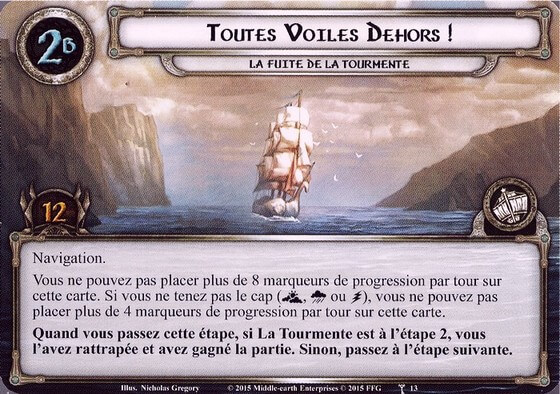 2B
TOUTES VOILES DEHORS !
LA FUITE DE LA TOURMENTE
12
Navigation.
Vous ne pouvez pas placer plus de 8 marqueurs de progression par tour sur
cette carte. Si vous ne tenez pas le cap ( , ou ), vous ne pouvez pas
placer plus de 4 marqueurs de progression par tour sur cette carte.
Quand vous passez cette étape, si La Tourmente est à l'étape 2, vous
l'avez rattrapée et avez gagné la partie. Sinon, passez à l'étape suivante.
Illus. Nicholas Gregory © 2015 Middle-earth Enterprises © 2015 FFG 13